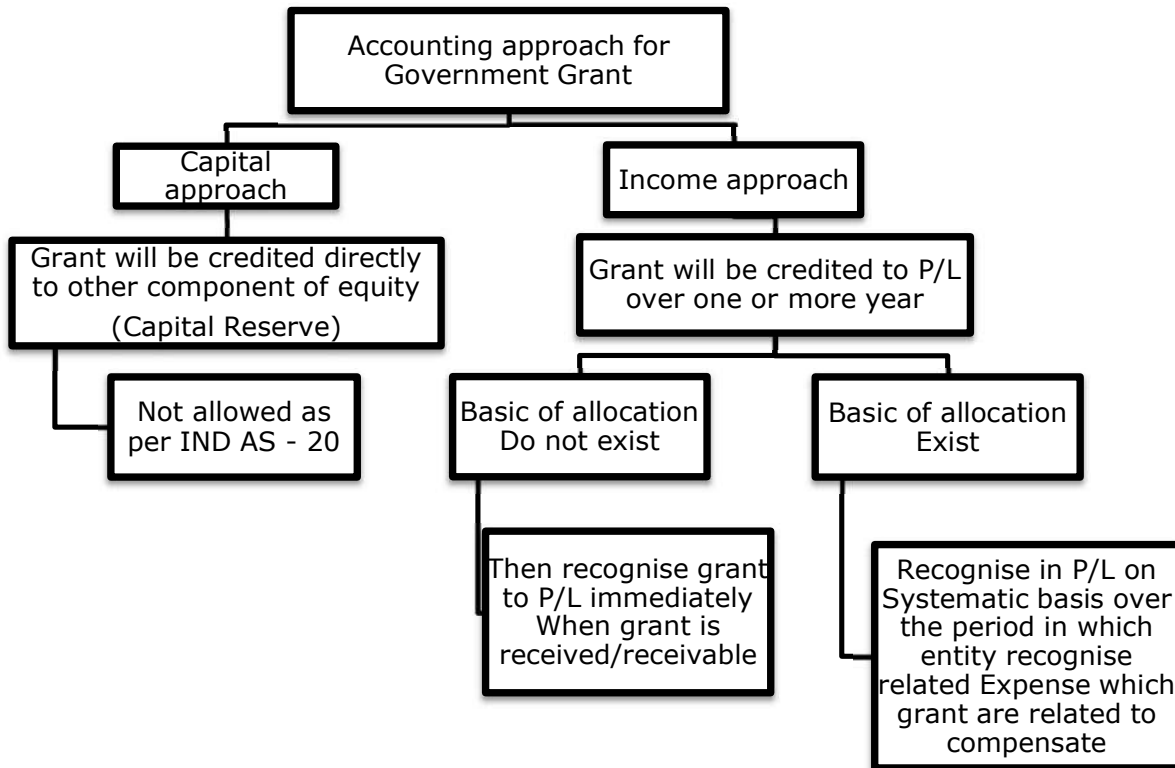 Accounting approach for
Government Grant
Capital
approach
Income approach
Grant will be credited directly
to other component of equity
(Capital Reserve)
Grant will be credited to P/L
over one or more year
Not allowed as
per IND AS - 20
Basic of allocation
Do not exist
Basic of allocation
Exist
Then recognise grant
to P/L immediately
When grant is
received/receivable
Recognise in P/L on
Systematic basis over
the period in which
entity recognise
related Expense which
grant are related to
compensate